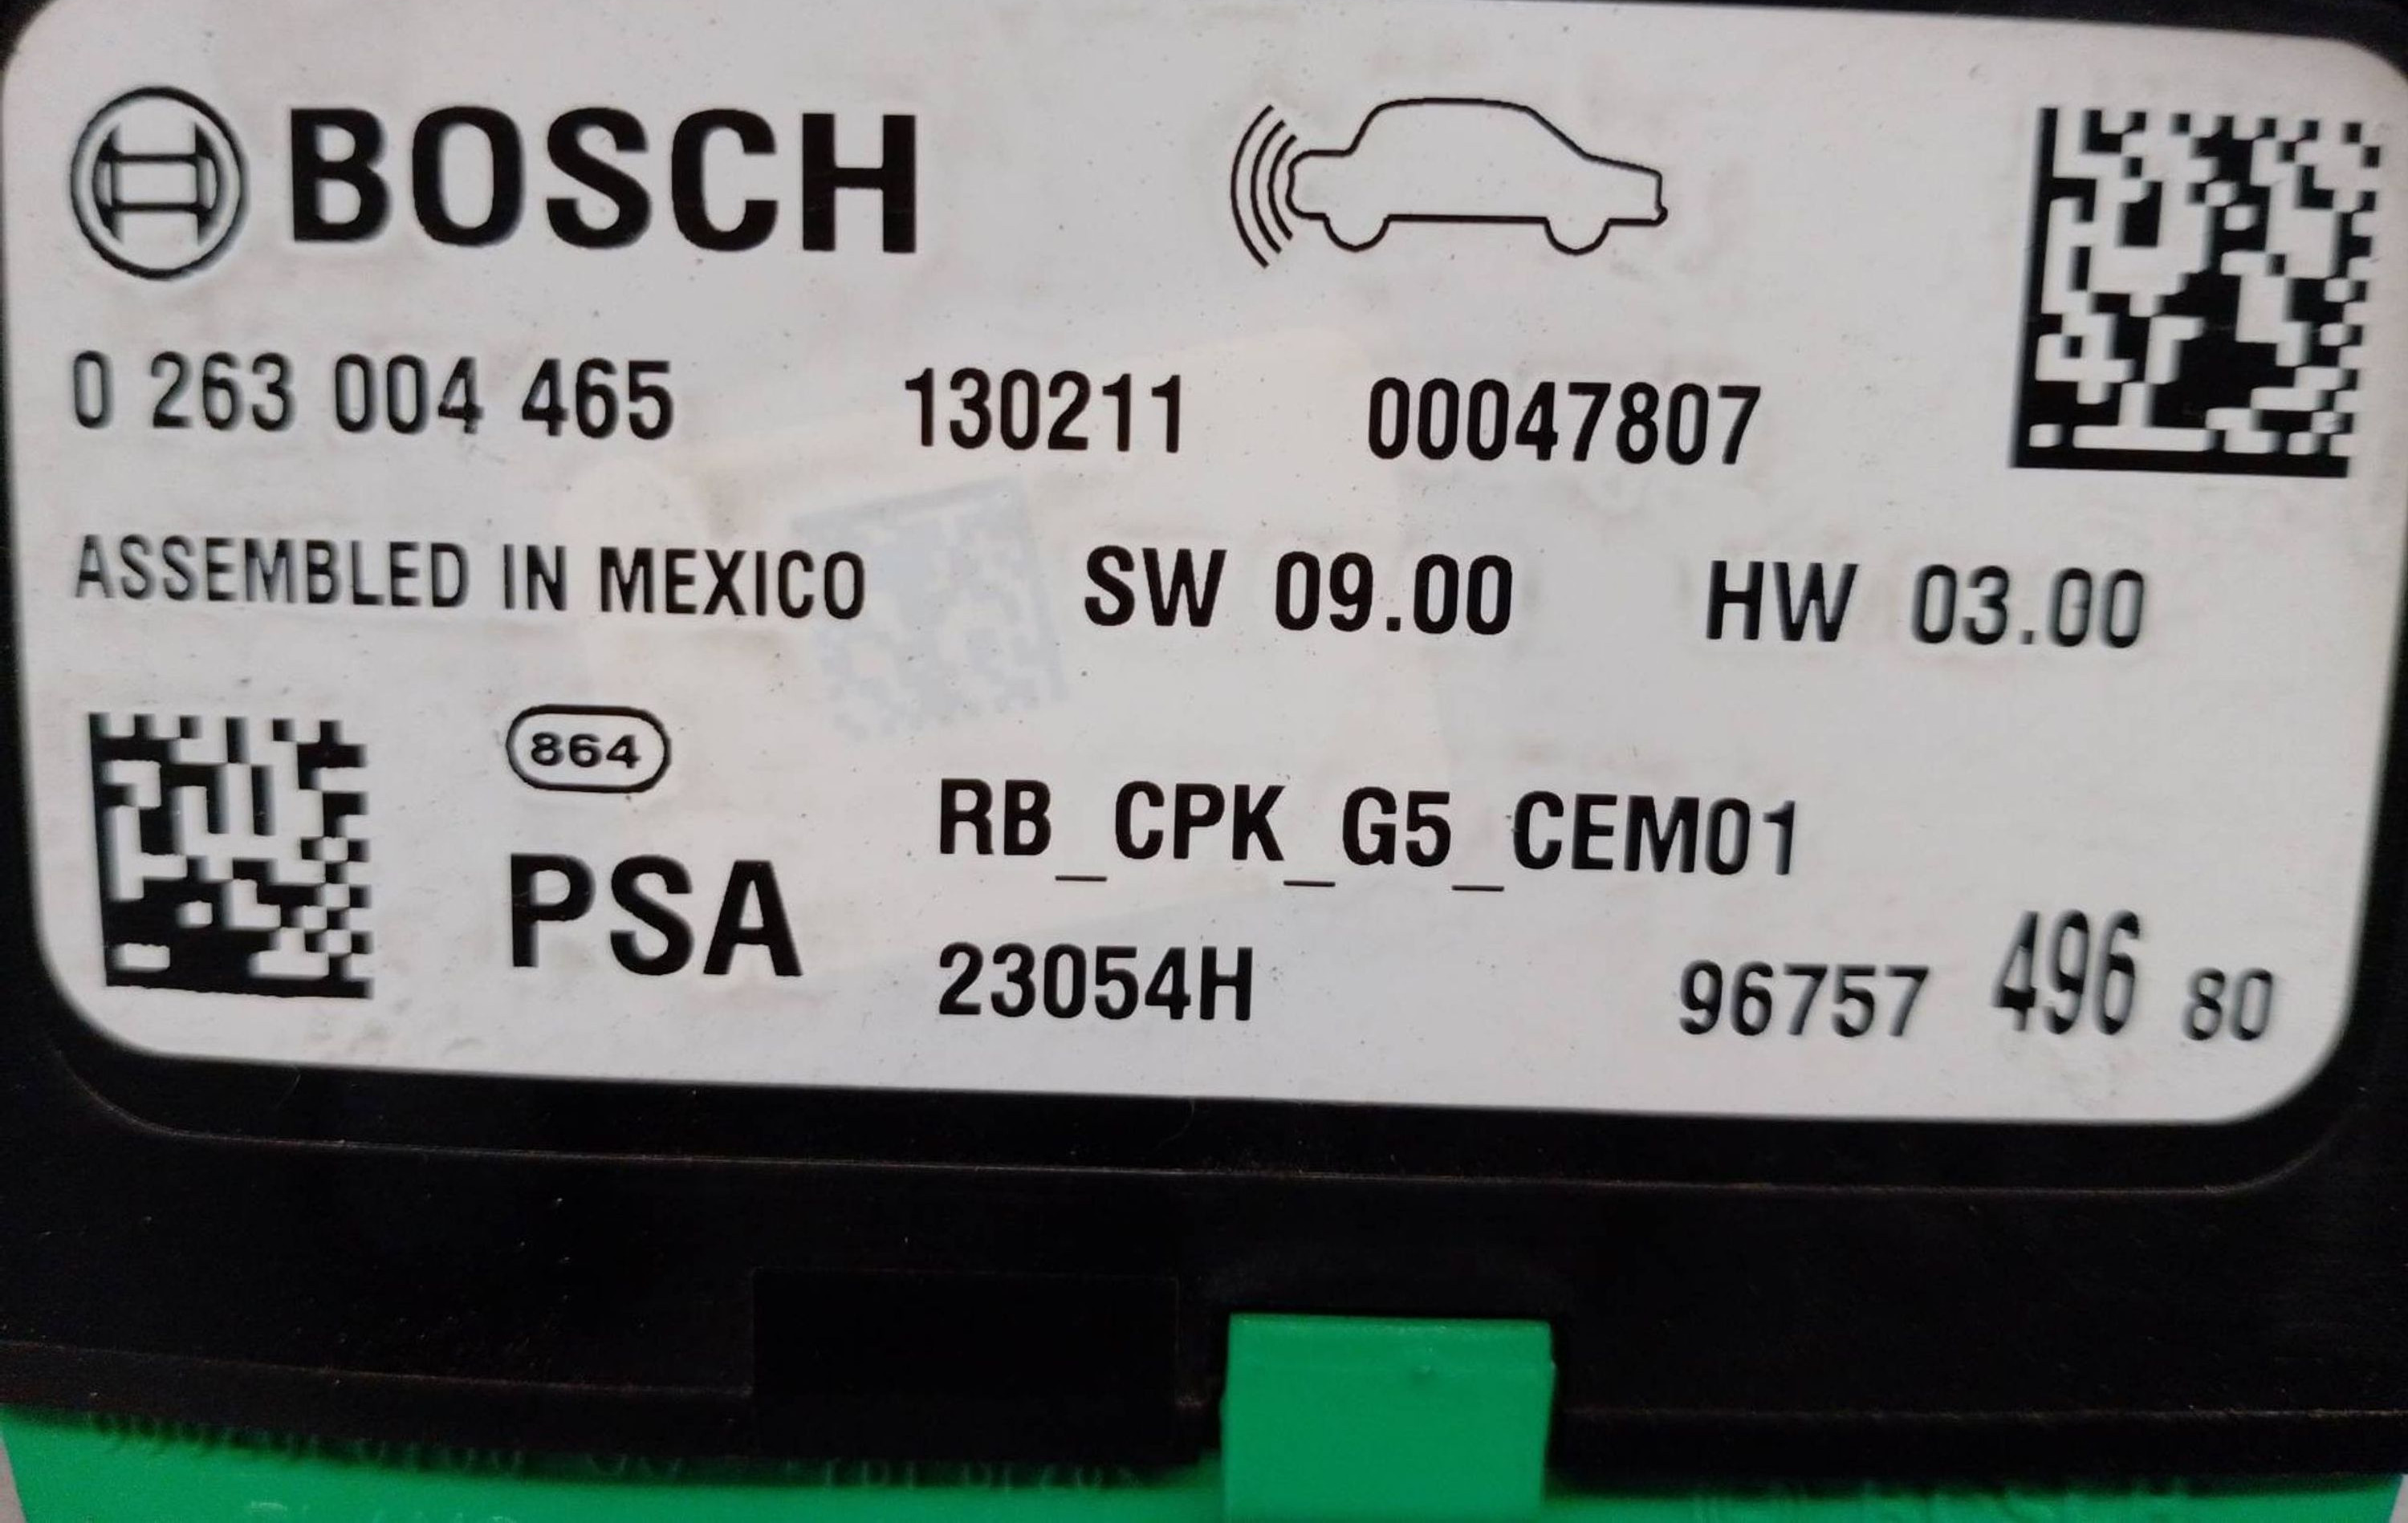 BOSCH
0 263 004 465 130211 00047807
ASSEMBLED IN MEXICO SW 09.00 HW 03.00
864
PSA RB_CPK_G5_CEM01
23054H 96757 496 80